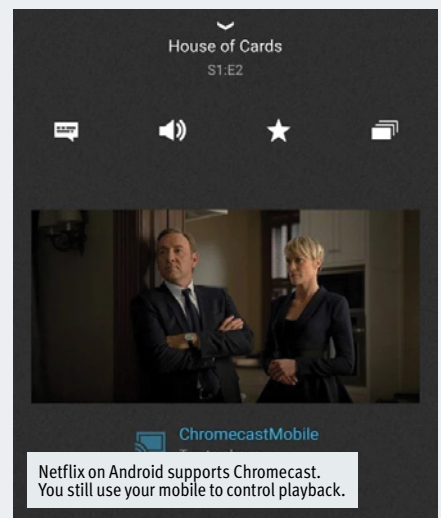 House of Cards
S1:E2
ChromecastMobile
Netflix on Android supports Chromecast.
You still use your mobile to control playback.